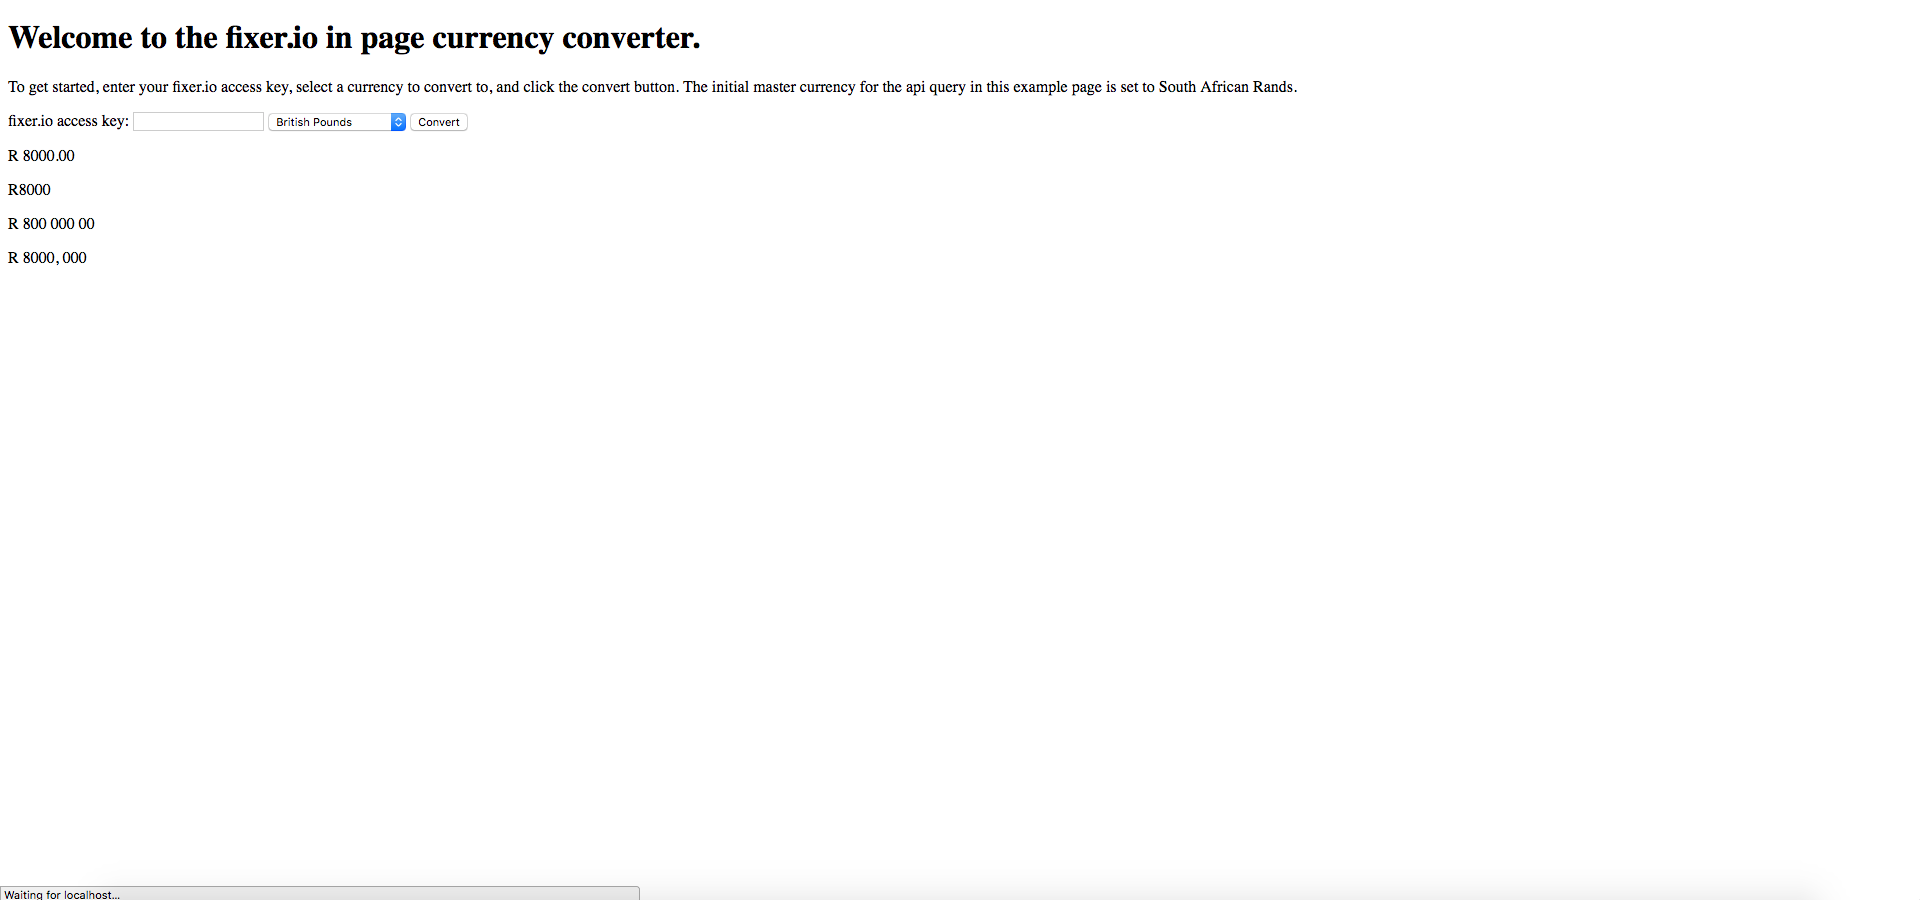 Welcome to the fixer.io in page currency converter.
To get started, enter your fixer.io access key, select a currency to convert to, and click the convert button. The initial master currency for the api query in this example page is set to South African Rands.
fixer.io access key: British Pounds Convert
R 8000.00
R8000
R 800 000 00
R 8000, 000
Waiting for localhost...